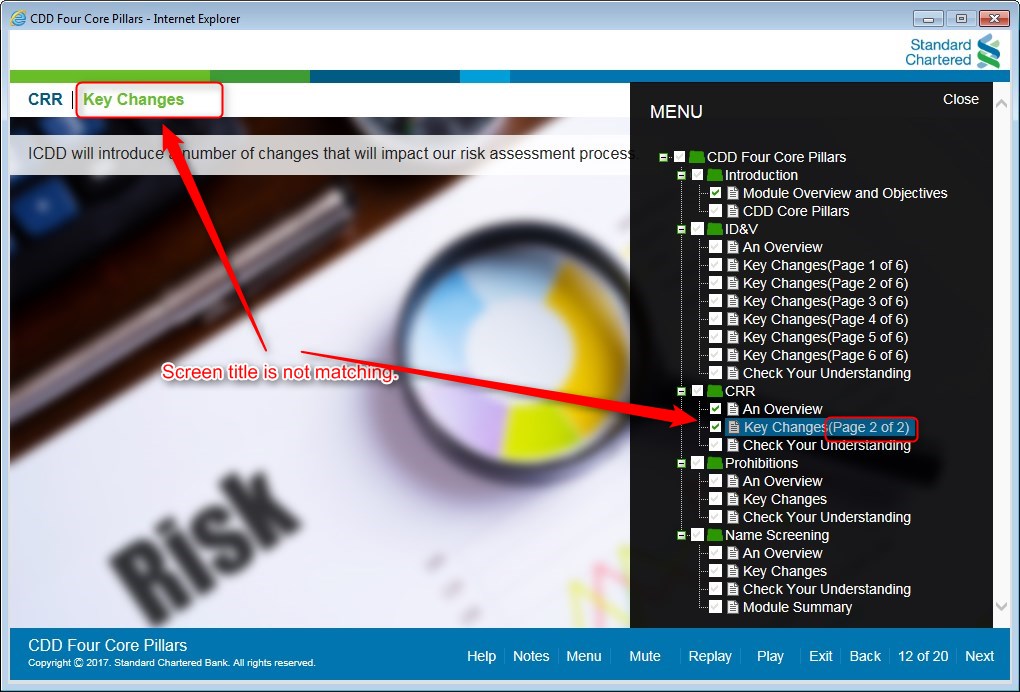 CDD Four Core Pillars - Internet Explorer
Standard
Chartered
CRR | Key Changes
ICDD will introduce a number of changes that will impact our risk assessment process.
Screen title is not matching.
Risk
Close
MENU
CDD Four Core Pillars
Introduction
Module Overview and Objectives
CDD Core Pillars
ID&V
An Overview
Key Changes(Page 1 of 6)
Key Changes(Page 2 of 6)
Key Changes(Page 3 of 6)
Key Changes(Page 4 of 6)
Key Changes(Page 5 of 6)
Key Changes(Page 6 of 6)
Check Your Understanding
CRR
An Overview
Key Changes(Page 2 of 2)
Check Your Understanding
Prohibitions
An Overview
Key Changes
Check Your Understanding
Name Screening
An Overview
Key Changes
Check Your Understanding
Module Summary
CDD Four Core Pillars
Copyright © 2017. Standard Chartered Bank. All rights reserved.
Help Notes Menu Mute Replay Play Exit Back 12 of 20 Next